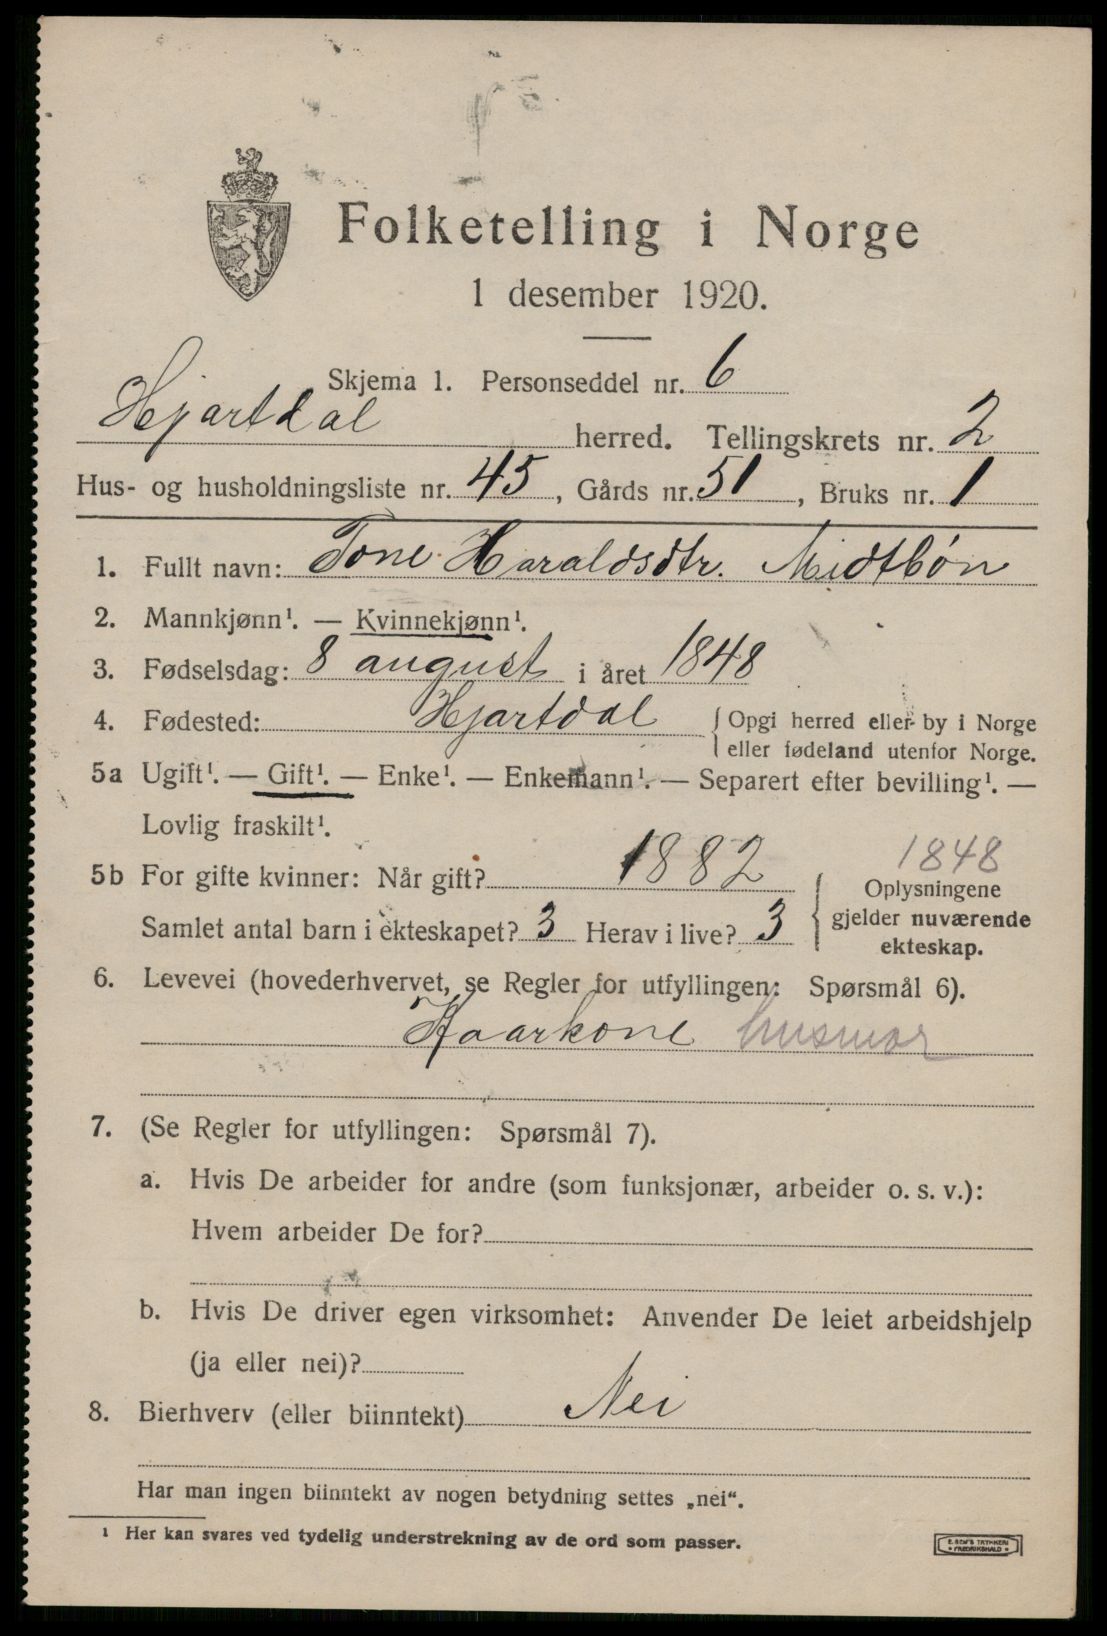 Folketelling i Norge
1 desember 1920.
Skjema 1. Personseddel nr. 6
Hjartdal herred. Tellingskrets nr. 2
Hus- og husholdningsliste nr. 45, Gårds nr. 51, Bruks nr. 1
1. Fullt navn: Tone Haraldsdtr. Midtbön
2. Mannkjønn¹. — Kvinnekjønn¹.
3. Fødselsdag: 8 august i året 1848
4. Fødested: Hjartdal { Opgi herred eller by i Norge
eller fødeland utenfor Norge.
5a Ugift¹. — Gift¹. — Enke¹. — Enkemann¹. — Separert efter bevilling¹. —
Lovlig fraskilt¹.
1848
5b For gifte kvinner: Når gift? 1882
Samlet antal barn i ekteskapet? 3 Herav i live? 3
{ Oplysningene
gjelder nuværende
ekteskap.
6. Levevei (hovederhvervet, se Regler for utfyllingen: Spørsmål 6).
Kaarkone husmor
7. (Se Regler for utfyllingen: Spørsmål 7).
a. Hvis De arbeider for andre (som funksjonær, arbeider o. s. v.):
Hvem arbeider De for?
b. Hvis De driver egen virksomhet: Anvender De leiet arbeidshjelp
(ja eller nei)?
8. Bierhverv (eller biinntekt) Nei
Har man ingen biinntekt av nogen betydning settes „nei“.
¹ Her kan svares ved tydelig understrekning av de ord som passer.
E. SEM'S TRYKKERI
FREDRIKSHALD